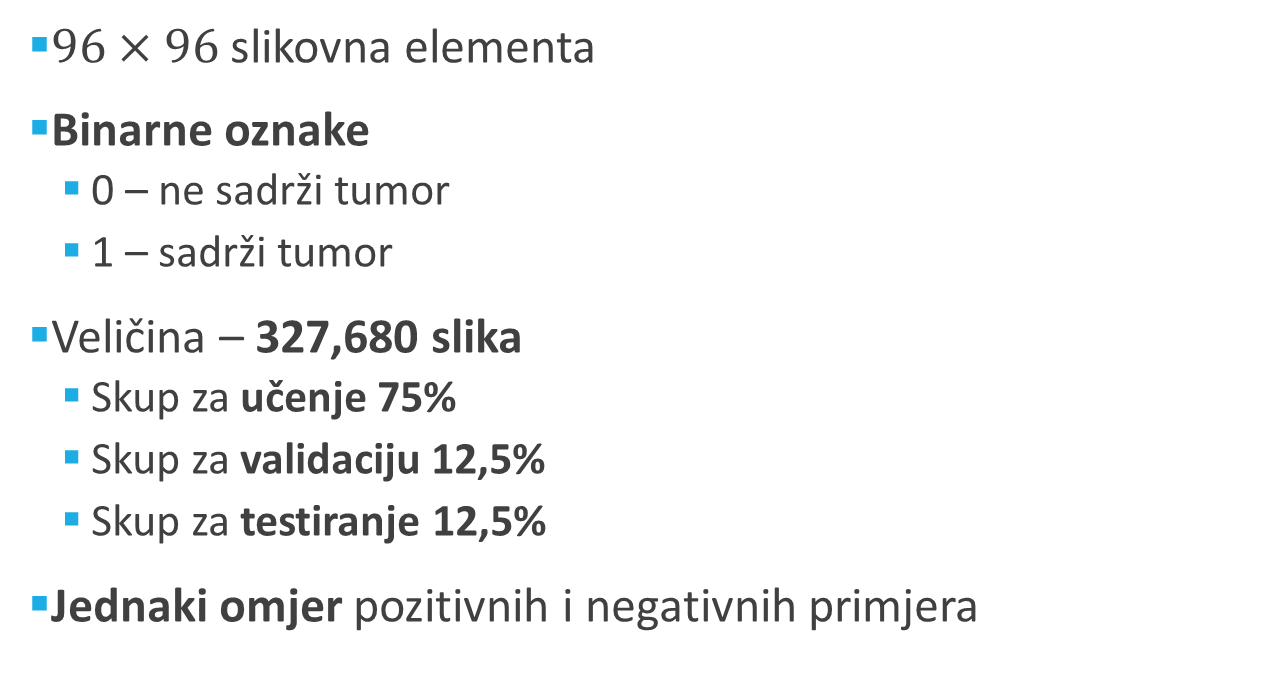 ▪96 × 96 slikovna elementa
▪Binarne oznake
▪ 0 – ne sadrži tumor
▪ 1 – sadrži tumor
▪Veličina – 327,680 slika
▪ Skup za učenje 75%
▪ Skup za validaciju 12,5%
▪ Skup za testiranje 12,5%
▪Jednaki omjer pozitivnih i negativnih primjera